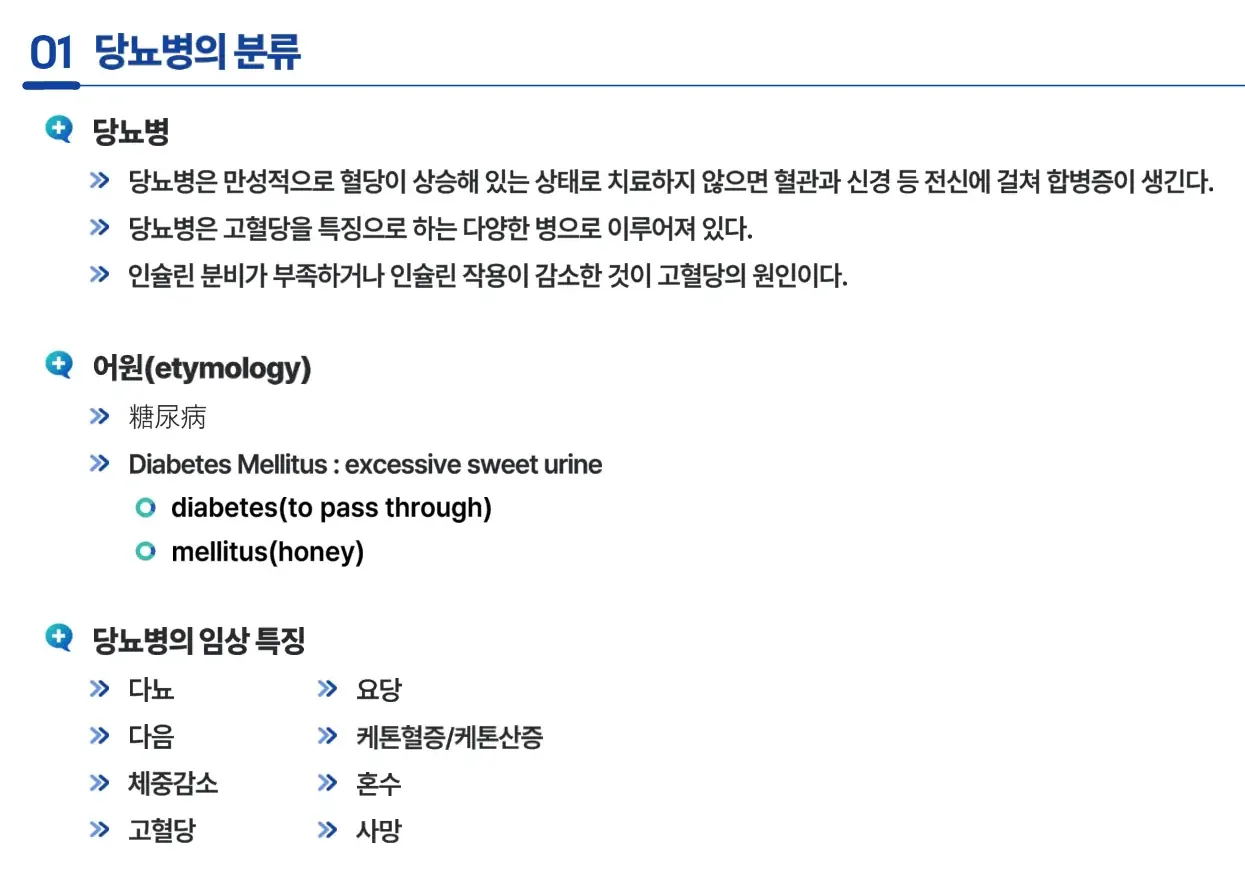 01 당뇨병의 분류
당뇨병
당뇨병은 만성적으로 혈당이 상승해 있는 상태로 치료하지 않으면 혈관과 신경 등 전신에 걸쳐 합병증이 생긴다.
당뇨병은 고혈당을 특징으로 하는 다양한 병으로 이루어져 있다.
인슐린 분비가 부족하거나 인슐린 작용이 감소한 것이 고혈당의 원인이다.
어원(etymology)
糖尿病
Diabetes Mellitus : excessive sweet urine
diabetes(to pass through)
mellitus(honey)
당뇨병의 임상 특징
다뇨
다음
체중감소
고혈당
요당
케톤혈증/케톤산증
혼수
사망